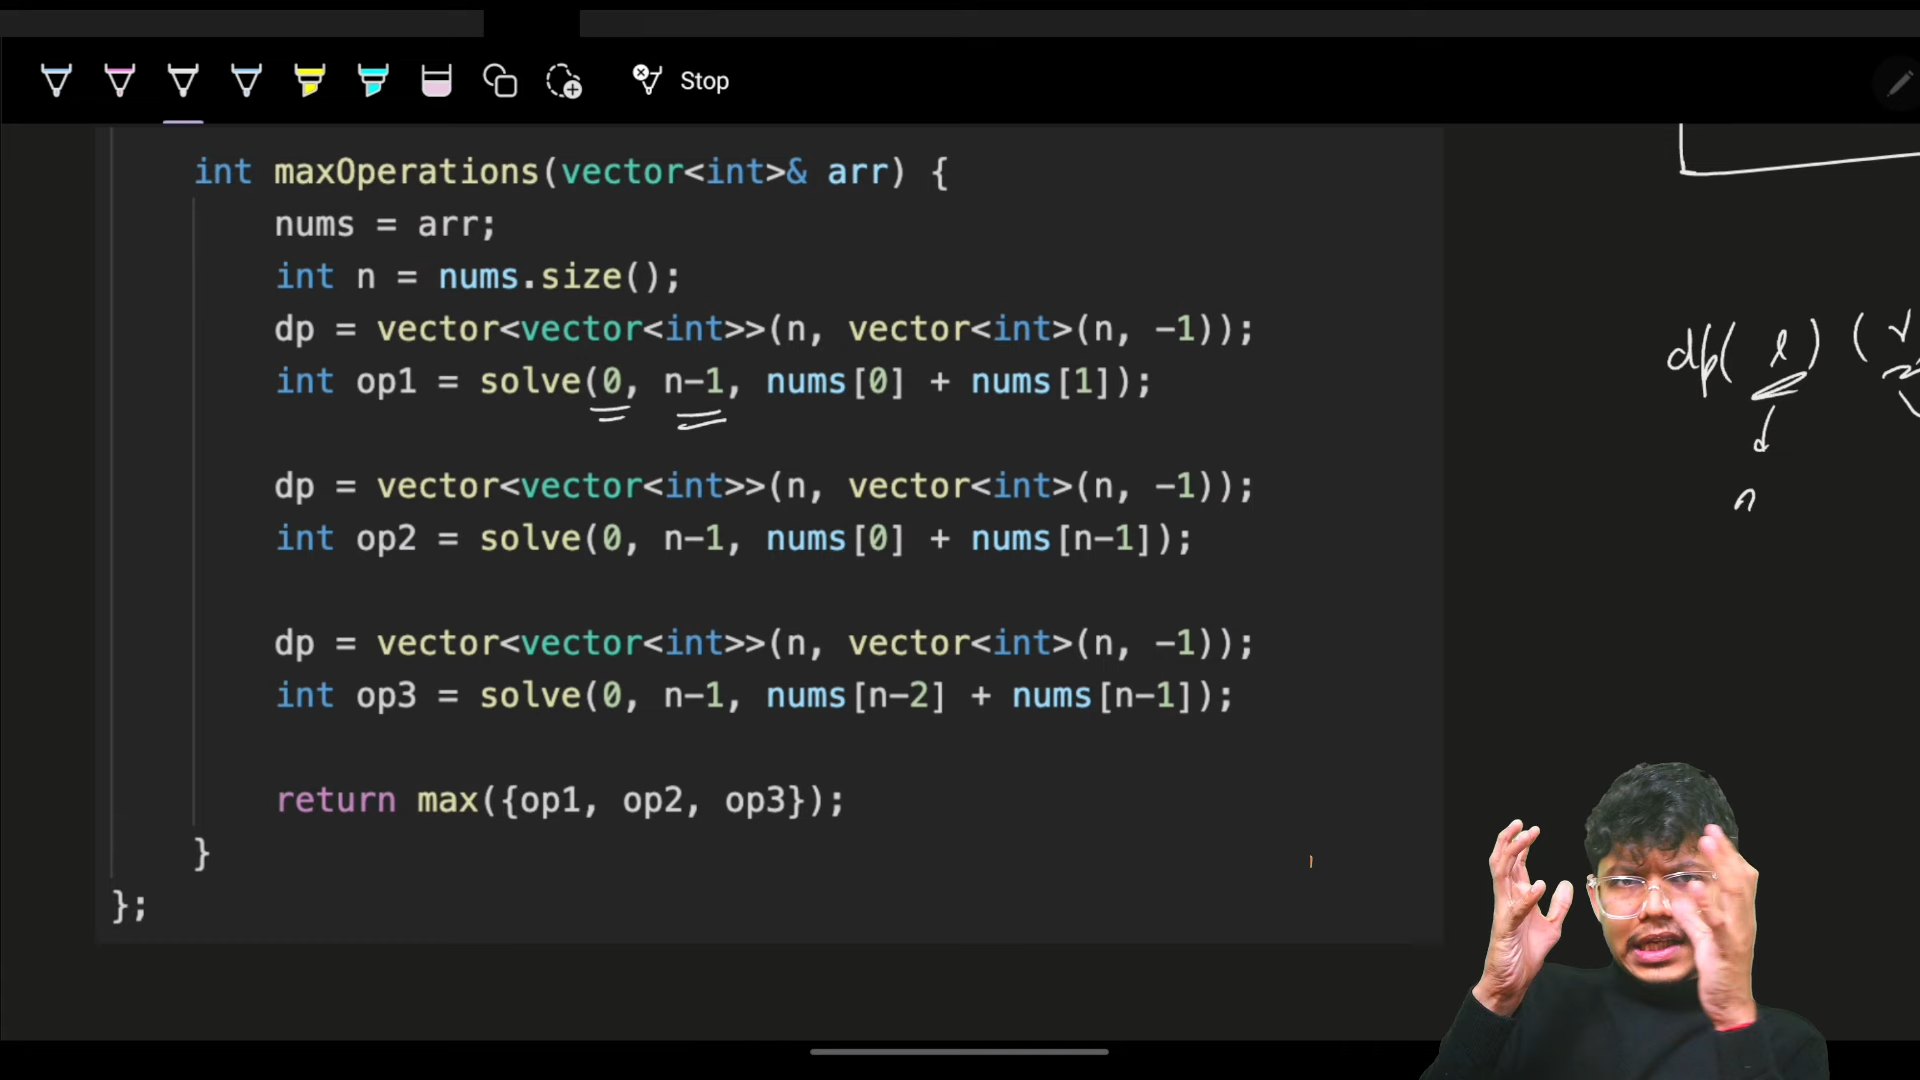 Stop
int maxOperations(vector<int>& arr) {
nums = arr;
int n = nums.size();
dp = vector<vector<int>>(n, vector<int>(n, -1));
int op1 = solve(0, n-1, nums[0] + nums[1]);
dp = vector<vector<int>>(n, vector<int>(n, -1));
int op2 = solve(0, n-1, nums[0] + nums[n-1]);
dp = vector<vector<int>>(n, vector<int>(n, -1));
int op3 = solve(0, n-1, nums[n-2] + nums[n-1]);
return max({op1, op2, op3});
}
};
dp( l ) (
n